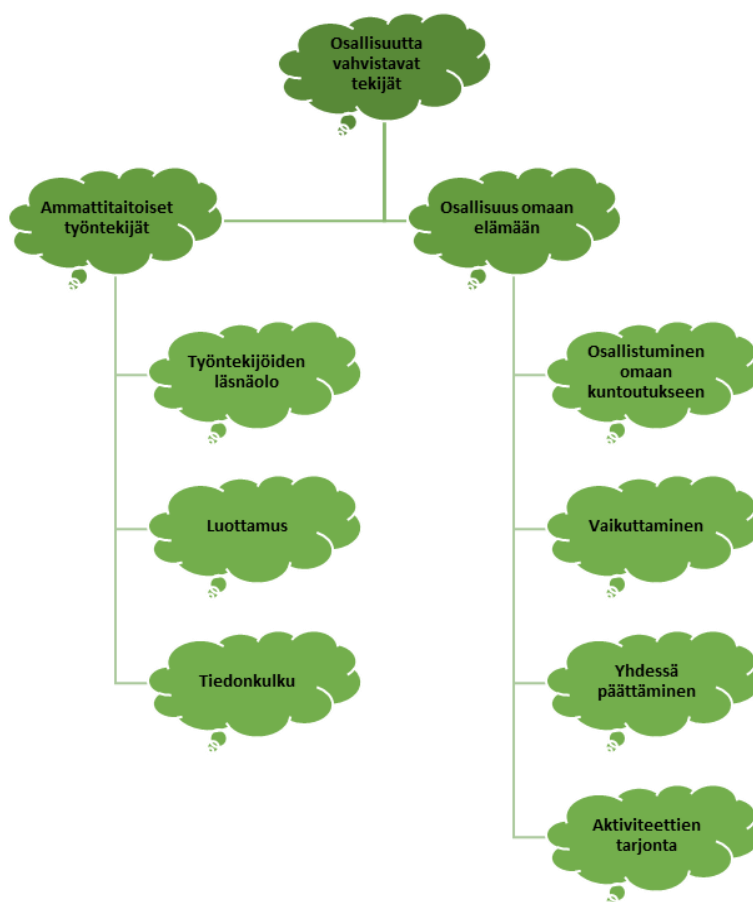 Osallisuutta
vahvistavat
tekijät
Ammattitaitoiset
työntekijät
Osallisuus omaan
elämään
Työntekijöiden
läsnäolo
Luottamus
Tiedonkulku
Osallistuminen
omaan
kuntoutukseen
Vaikuttaminen
Yhdessä
päättäminen
Aktiviteettien
tarjonta